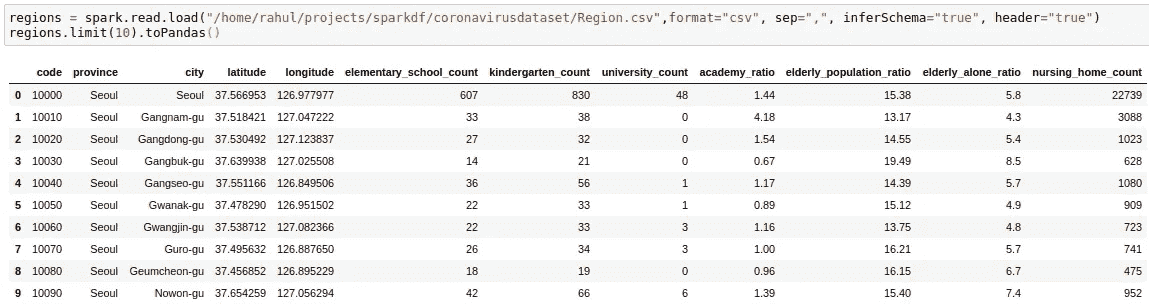 regions = spark.read.load("/home/rahul/projects/sparkdf/coronavirusdataset/Region.csv",format="csv", sep=",", inferSchema="true", header="true")
regions.limit(10).toPandas()
code province city latitude longitude elementary_school_count kindergarten_count university_count academy_ratio elderly_population_ratio elderly_alone_ratio nursing_home_count
0 10000 Seoul Seoul 37.566953 126.977977 607 830 48 1.44 15.38 5.8 22739
1 10010 Seoul Gangnam-gu 37.518421 127.047222 33 38 0 4.18 13.17 4.3 3088
2 10020 Seoul Gangdong-gu 37.530492 127.123837 27 32 0 1.54 14.55 5.4 1023
3 10030 Seoul Gangbuk-gu 37.639938 127.025508 14 21 0 0.67 19.49 8.5 628
4 10040 Seoul Gangseo-gu 37.551166 126.849506 36 56 1 1.17 14.39 5.7 1080
5 10050 Seoul Gwanak-gu 37.478290 126.951502 22 33 1 0.89 15.12 4.9 909
6 10060 Seoul Gwangjin-gu 37.538712 127.082366 22 33 3 1.16 13.75 4.8 723
7 10070 Seoul Guro-gu 37.495632 126.887650 26 34 3 1.00 16.21 5.7 741
8 10080 Seoul Geumcheon-gu 37.456852 126.895229 18 19 0 0.96 16.15 6.7 475
9 10090 Seoul Nowon-gu 37.654259 127.056294 42 66 6 1.39 15.40 7.4 952